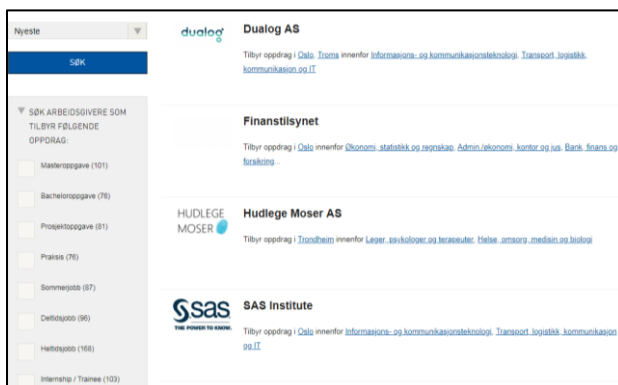 Nyeste
SØK
SØK ARBEIDSGIVERE SOM
TILBYR FØLGENDE
OPPDRAG:
Masteroppgave (101)
Bacheloroppgave (76)
Prosjektoppgave (81)
Praksis (76)
Sommerjobb (87)
Deltidsjobb (96)
Heltidsjobb (168)
Internship / Trainee (103)
dualog
Dualog AS
Tilbyr oppdrag i Oslo, Troms innenfor Informasjons- og kommunikasjonsteknologi, Transport, logistikk,
kommunikasjon og IT
Finanstilsynet
Tilbyr oppdrag i Oslo innenfor Økonomi, statistikk og regnskap, Admin./økonomi, kontor og jus, Bank, finans og
forsikring...
HUDLEGE
MOSER
Hudlege Moser AS
Tilbyr oppdrag i Trondheim innenfor Leger, psykologer og terapeuter, Helse, omsorg, medisin og biologi
sas
THE POWER TO KNOW.
SAS Institute
Tilbyr oppdrag i Oslo innenfor Informasjons- og kommunikasjonsteknologi, Transport, logistikk, kommunikasjon
og IT